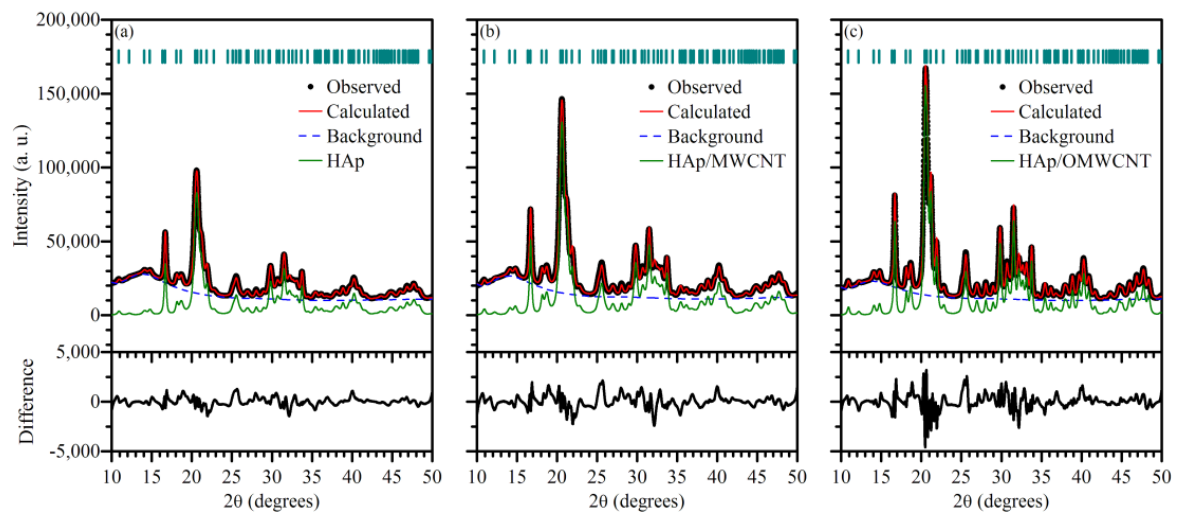 200,000
150,000
100,000
50,000
0
5,000
0
-5,000
Intensity (a. u.)
Difference
(a)
Observed
Calculated
Background
HAp
10 15 20 25 30 35 40 45 50
2θ (degrees)
(b)
Observed
Calculated
Background
HAp/MWCNT
10 15 20 25 30 35 40 45 50
2θ (degrees)
(c)
Observed
Calculated
Background
HAp/OMWCNT
10 15 20 25 30 35 40 45 50
2θ (degrees)